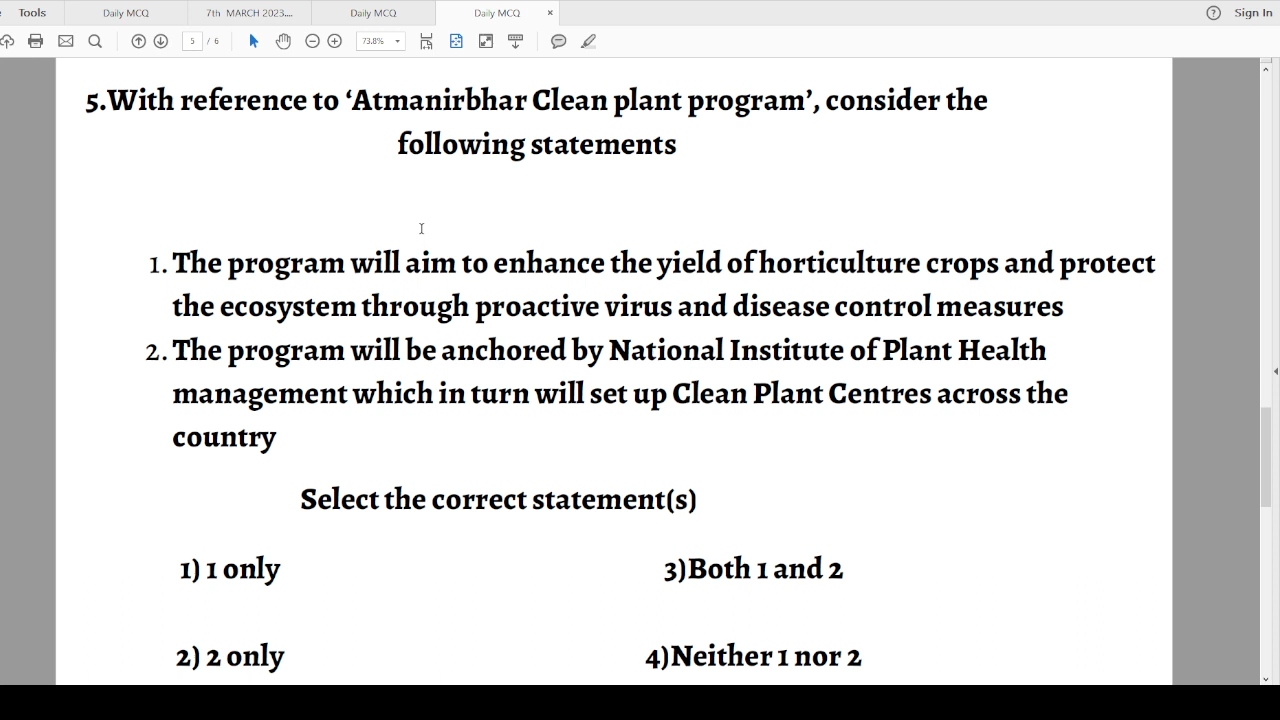 Tools
Daily MCQ
7th MARCH 2023....
Daily MCQ
Daily MCQ
Sign In
5 / 6
73.8%
5.With reference to ‘Atmanirbhar Clean plant program’, consider the
following statements
1. The program will aim to enhance the yield of horticulture crops and protect
the ecosystem through proactive virus and disease control measures
2. The program will be anchored by National Institute of Plant Health
management which in turn will set up Clean Plant Centres across the
country
Select the correct statement(s)
1) 1 only
3)Both 1 and 2
2) 2 only
4)Neither 1 nor 2